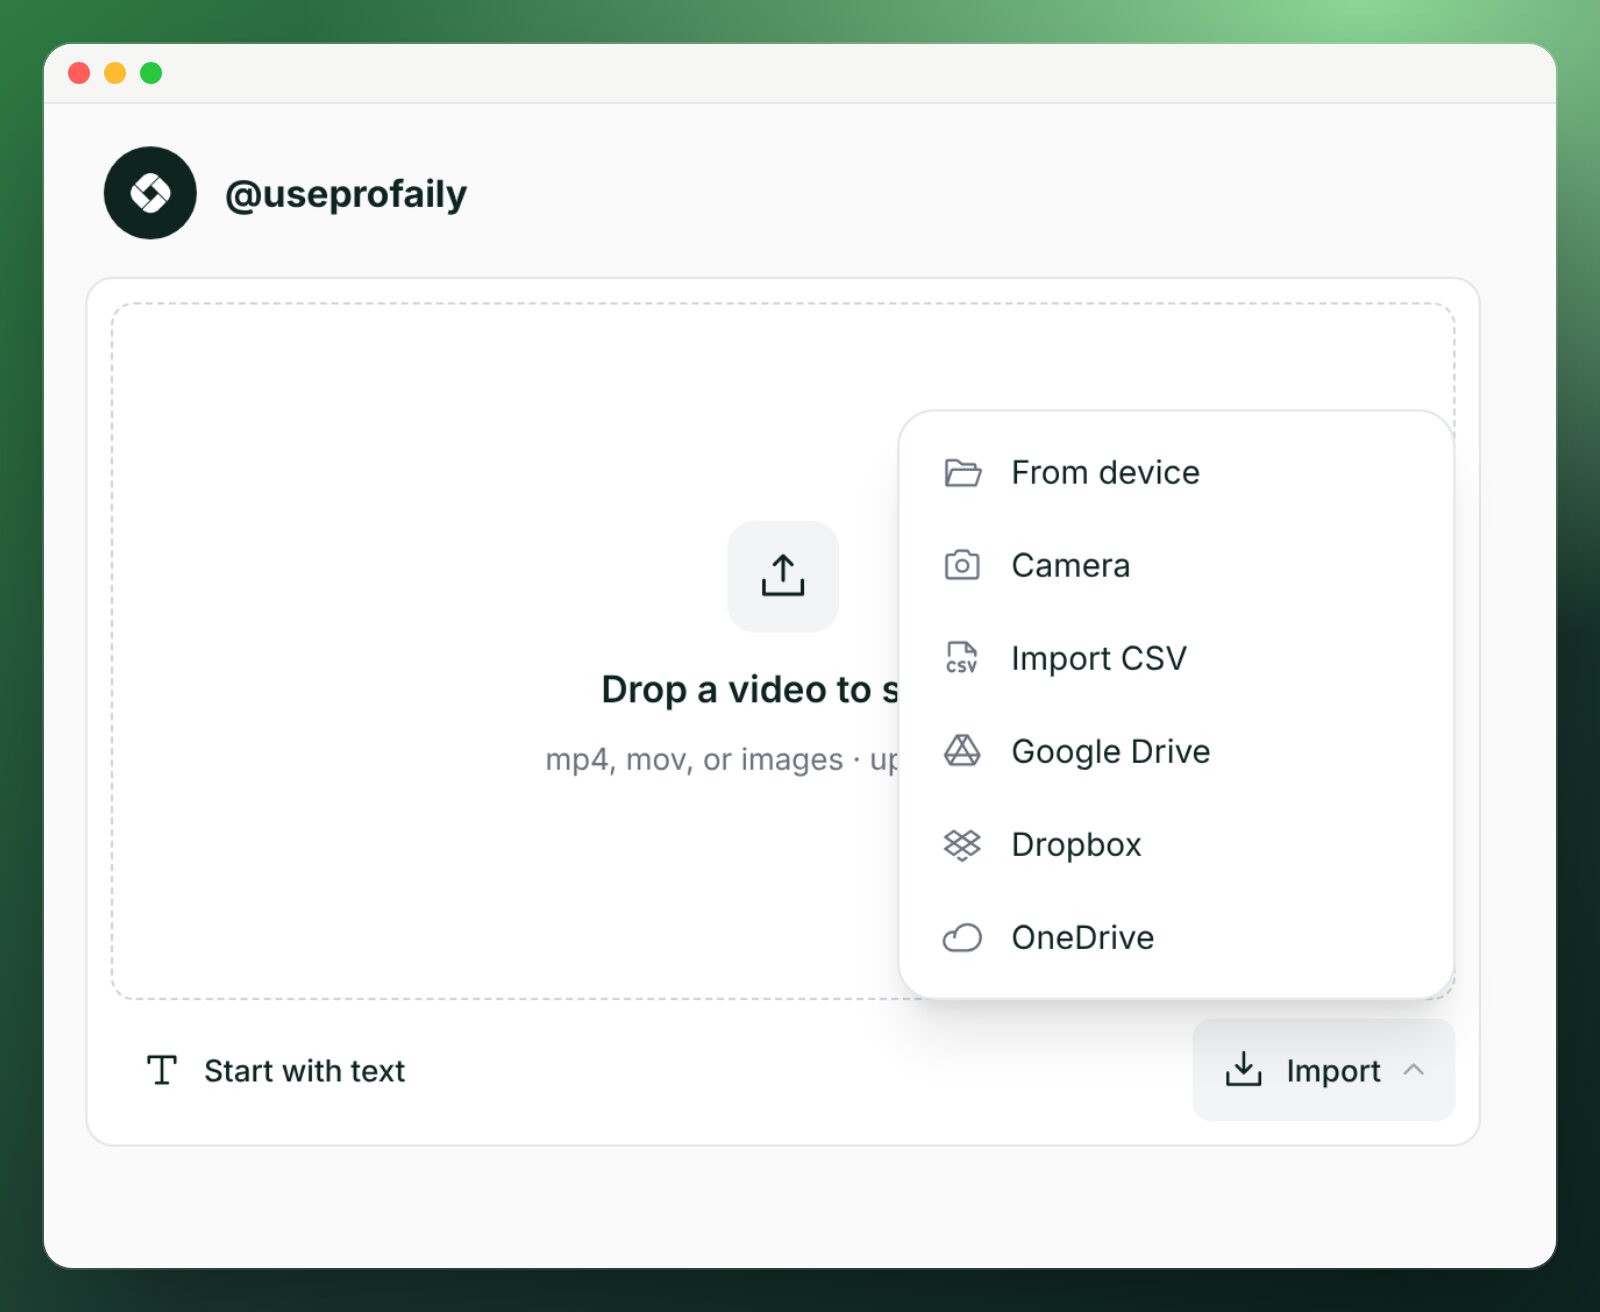 @useprofaily
From device
Camera
CSV
Import CSV
Drop a video to
mp4, mov, or images ·
Google Drive
Dropbox
OneDrive
Start with text
Import